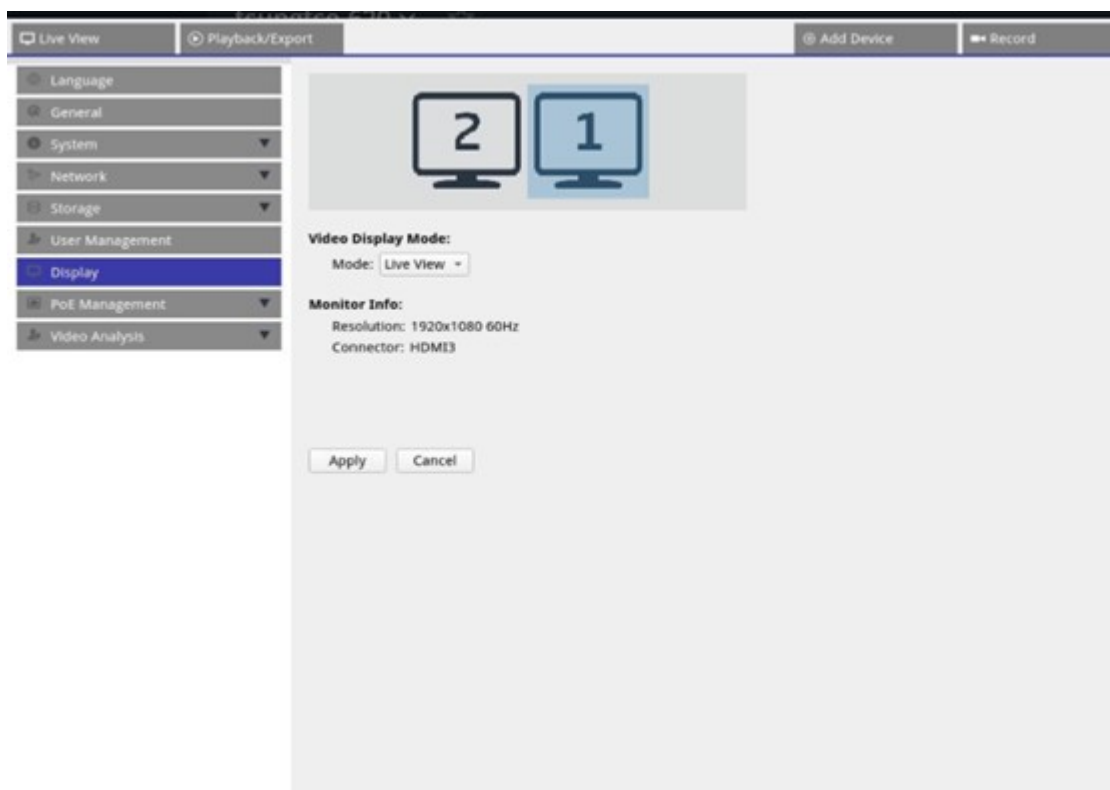 Live View
Playback/Export
Add Device
Record
Language
General
System
Network
Storage
User Management
Display
PoE Management
Video Analysis
2
1
Video Display Mode:
Mode: Live View
Monitor Info:
Resolution: 1920x1080 60Hz
Connector: HDMI3
Apply
Cancel